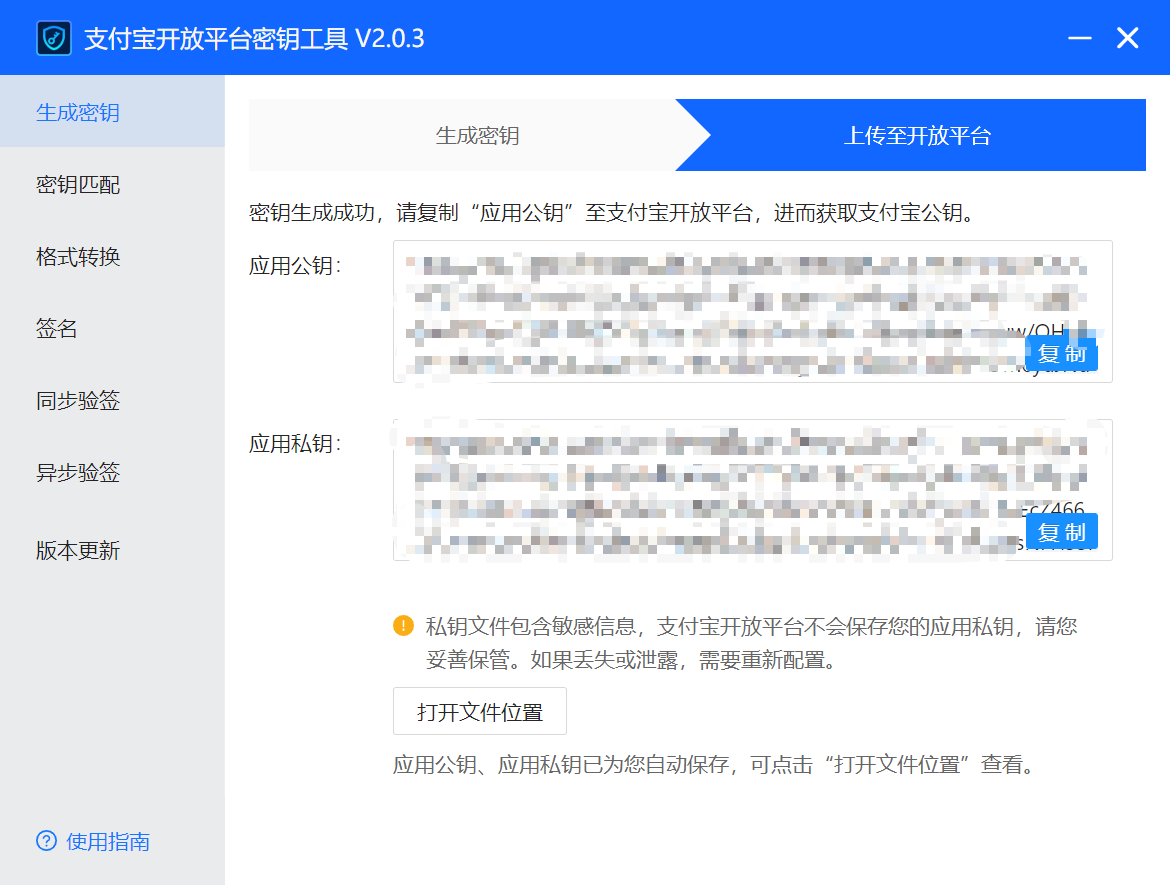 支付宝开放平台密钥工具 V2.0.3
生成密钥
密钥匹配
格式转换
签名
同步验签
异步验签
版本更新
使用指南
生成密钥
上传至开放平台
密钥生成成功，请复制“应用公钥”至支付宝开放平台，进而获取支付宝公钥。
应用公钥：
复制
应用私钥：
复制
私钥文件包含敏感信息，支付宝开放平台不会保存您的应用私钥，请您
妥善保管。如果丢失或泄露，需要重新配置。
打开文件位置
应用公钥、应用私钥已为您自动保存，可点击“打开文件位置”查看。